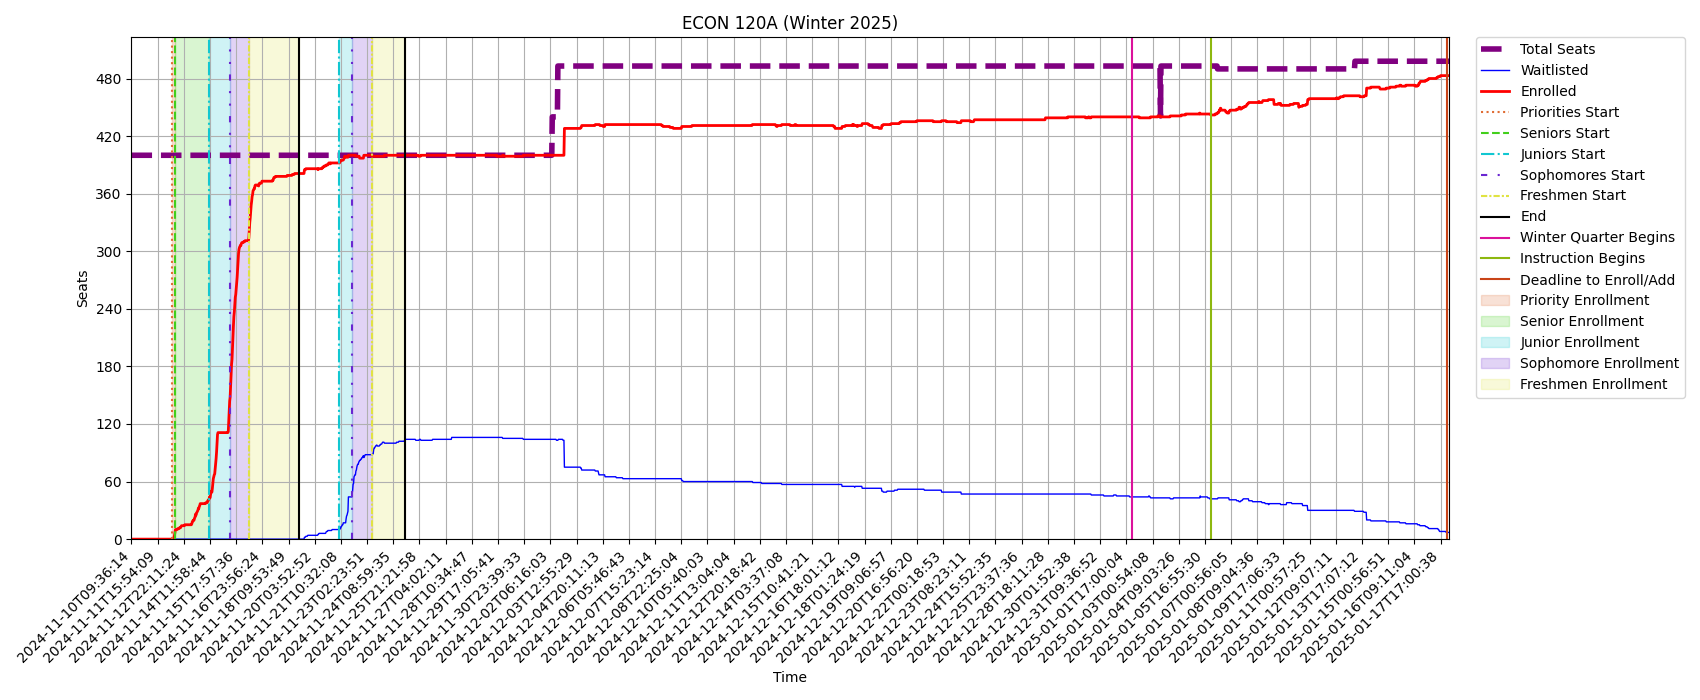 ECON 120A (Winter 2025)
Seats
480
420
360
300
240
180
120
60
0
2024-11-10T09:36:14
2024-11-11T15:54:09
2024-11-12T22:11:24
2024-11-14T11:58:44
2024-11-15T17:57:36
2024-11-16T23:56:24
2024-11-18T09:53:49
2024-11-20T03:52:52
2024-11-21T10:32:08
2024-11-23T02:23:51
2024-11-24T08:59:35
2024-11-25T21:21:58
2024-11-27T04:02:11
2024-11-28T10:34:47
2024-11-29T17:05:41
2024-11-30T23:39:33
2024-12-02T06:16:03
2024-12-03T12:55:29
2024-12-04T20:11:13
2024-12-06T05:46:43
2024-12-07T15:23:14
2024-12-08T22:25:04
2024-12-10T05:40:03
2024-12-11T13:04:04
2024-12-12T20:18:42
2024-12-14T03:37:08
2024-12-15T10:41:21
2024-12-16T18:01:12
2024-12-18T01:24:19
2024-12-19T09:06:57
2024-12-20T16:56:20
2024-12-22T00:18:53
2024-12-23T08:23:11
2024-12-24T15:52:35
2024-12-25T23:37:36
2024-12-28T18:11:28
2024-12-30T01:52:38
2024-12-31T09:36:52
2025-01-01T17:00:04
2025-01-03T00:54:08
2025-01-04T09:03:26
2025-01-05T16:55:30
2025-01-07T00:56:05
2025-01-08T09:04:36
2025-01-09T17:06:33
2025-01-11T00:57:25
2025-01-12T09:07:11
2025-01-13T17:07:12
2025-01-15T00:56:51
2025-01-16T09:11:04
2025-01-17T17:00:38
Time
Total Seats
Waitlisted
Enrolled
Priorities Start
Seniors Start
Juniors Start
Sophomores Start
Freshmen Start
End
Winter Quarter Begins
Instruction Begins
Deadline to Enroll/Add
Priority Enrollment
Senior Enrollment
Junior Enrollment
Sophomore Enrollment
Freshmen Enrollment